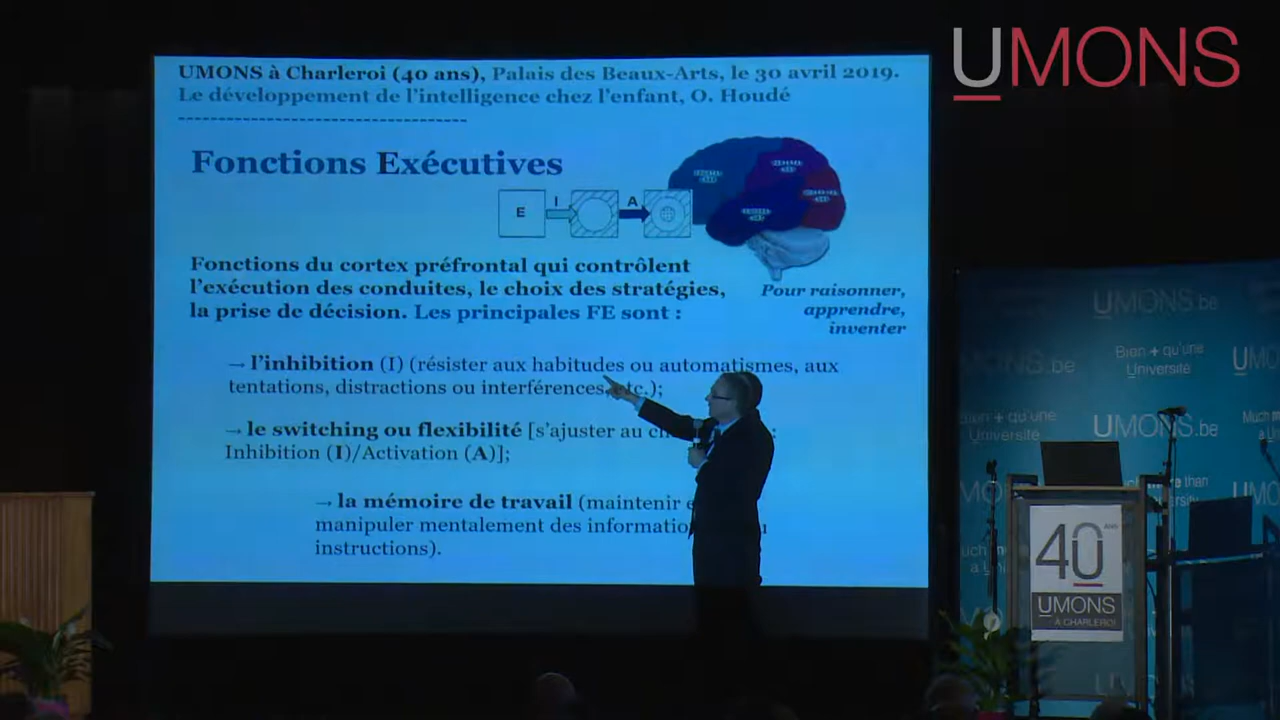 UMONS
UMONS à Charleroi (40 ans), Palais des Beaux-Arts, le 30 avril 2019.
Le développement de l'intelligence chez l'enfant, O. Houdé
---------------------------------
Fonctions Exécutives
E
I
A
Fonctions du cortex préfrontal qui contrôlent
l'exécution des conduites, le choix des stratégies,
la prise de décision. Les principales FE sont :
Pour raisonner,
apprendre,
inventer
→ l'inhibition (I) (résister aux habitudes ou automatismes, aux
tentations, distractions ou interférences, etc.);
→ le switching ou flexibilité [s'ajuster au :
Inhibition (I)/Activation (A)];
→ la mémoire de travail (maintenir
manipuler mentalement des
instructions).
UMONS.be
Bien + qu'une
Université
UMONS.be
40 ANS
UMONS
À CHARLEROI